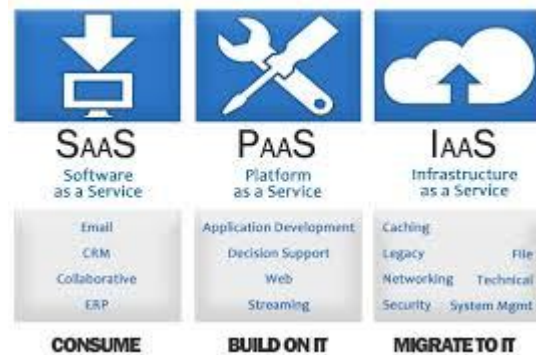 SAAS
Software
as a Service
Email
CRM
Collaborative
ERP
CONSUME
PAAS
Platform
as a Service
Application Development
Decision Support
Web
Streaming
BUILD ON IT
IAAS
Infrastructure
as a Service
Caching
Legacy File
Networking Technical
Security System Mgmt
MIGRATE TO IT